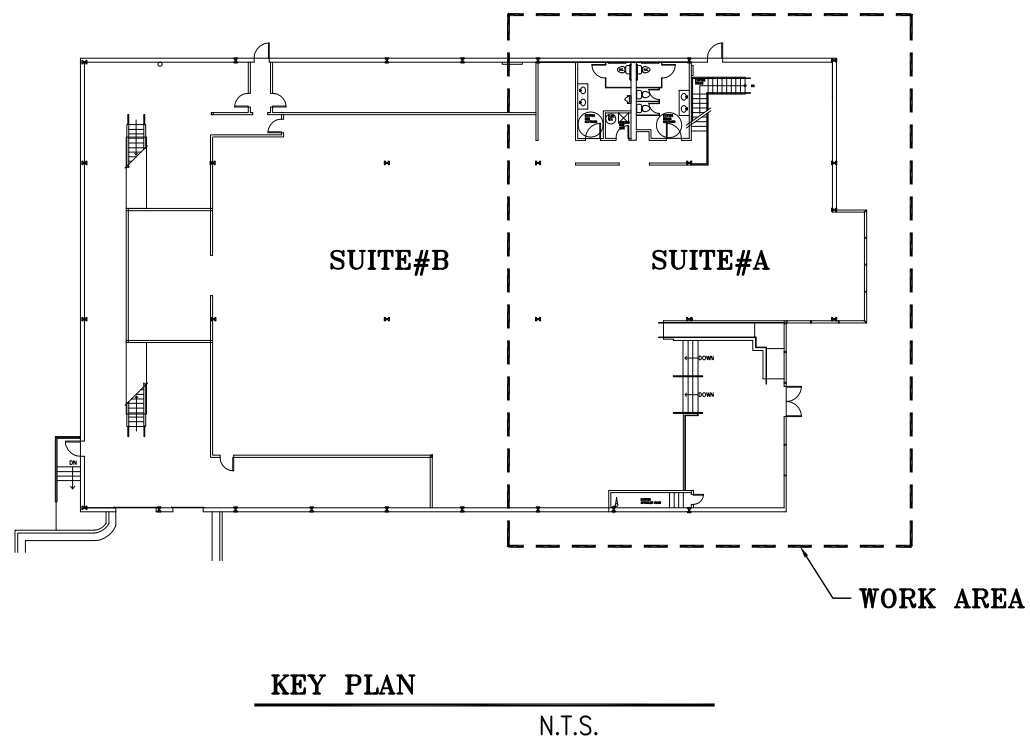 SUITE#B
SUITE#A
DOWN
DOWN
DN
WORK AREA
KEY PLAN
N.T.S.